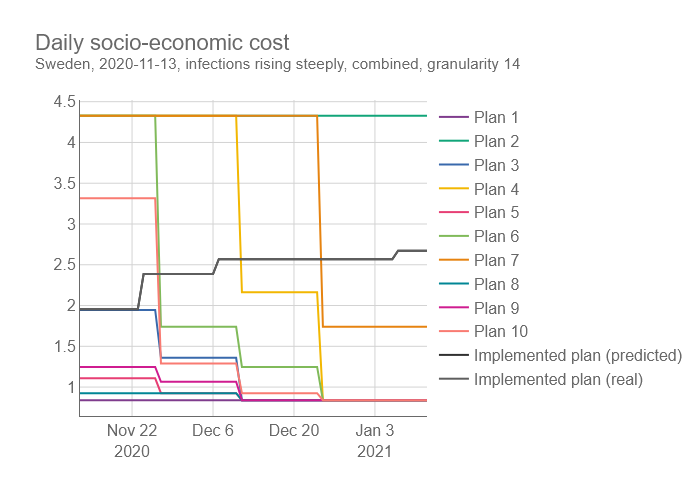 Daily socio-economic cost
Sweden, 2020-11-13, infections rising steeply, combined, granularity 14
4.5
4
3.5
3
2.5
2
1.5
1
Nov 22
2020
Dec 6
Dec 20
Jan 3
2021
Plan 1
Plan 2
Plan 3
Plan 4
Plan 5
Plan 6
Plan 7
Plan 8
Plan 9
Plan 10
Implemented plan (predicted)
Implemented plan (real)